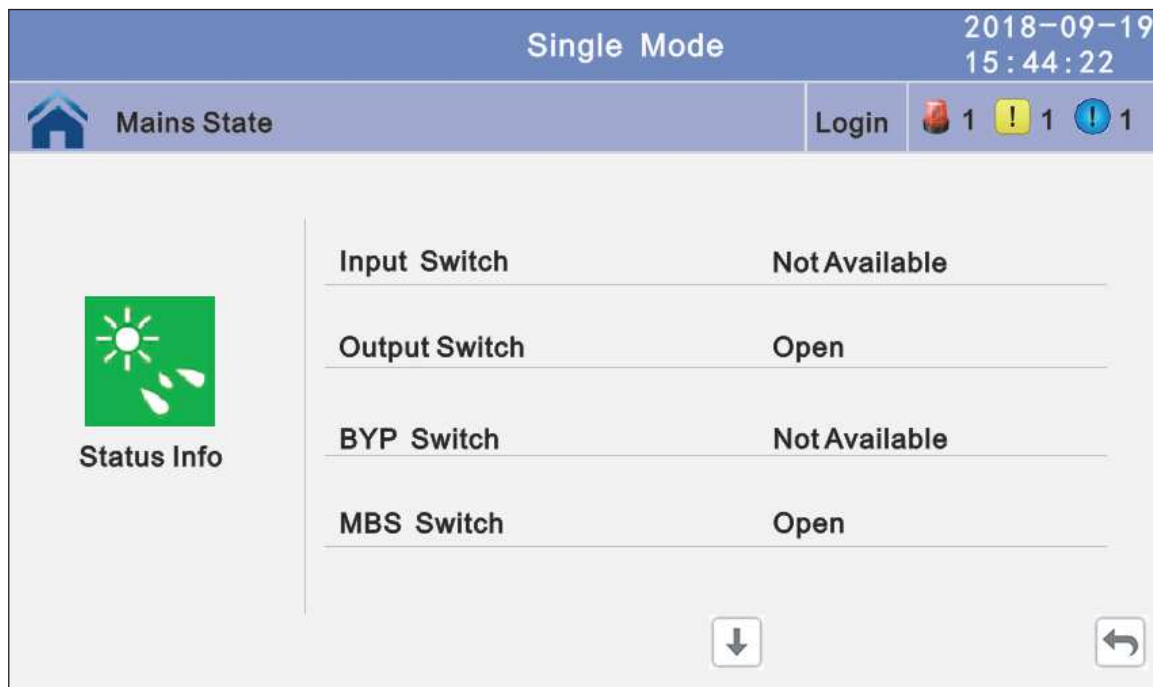 Single Mode
2018-09-19
15:44:22
Mains State
Login
1 ! 1 ! 1
Input Switch Not Available
Output Switch Open
BYP Switch Not Available
MBS Switch Open
Status Info